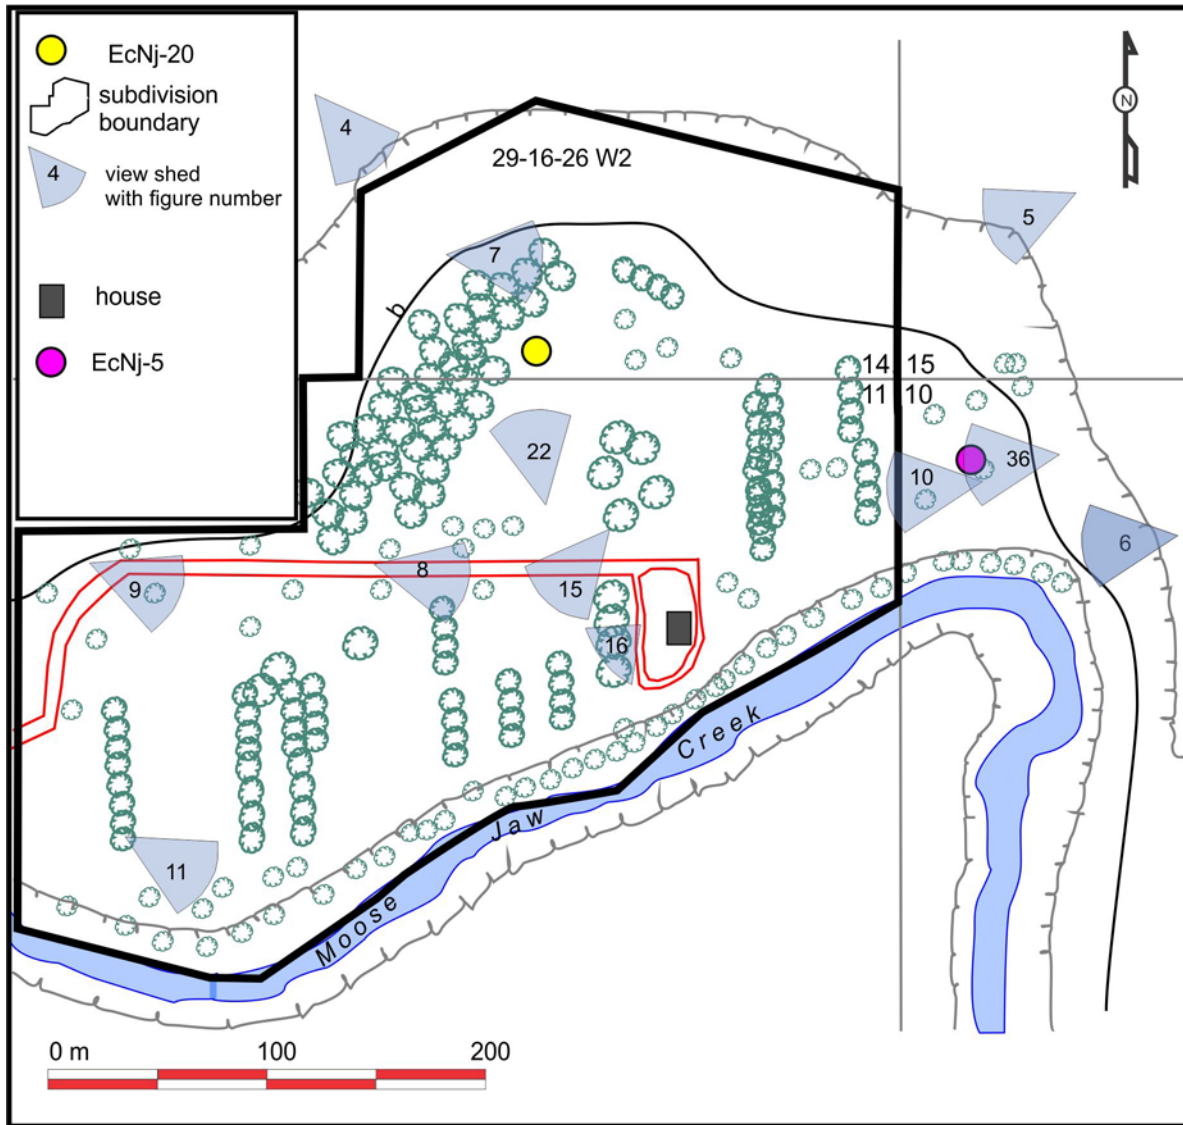 EcNj-20
subdivision
boundary
4
view shed
with figure number
house
EcNj-5
4
29-16-26 W2
N
5
7
b
14 15
11 10
22
36
10
6
9
8
15
16
11
Moose Jaw Creek
0 m 100 200